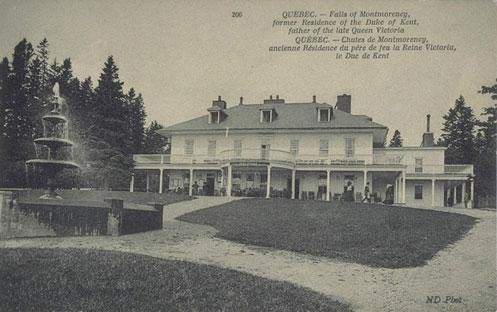 206
QUEBEC. — Falls of Montmorency,
former Residence of the Duke of Kent,
father of the late Queen Victoria
QUÉBEC. — Chutes de Montmorency,
ancienne Résidence du père de feu la Reine Victoria,
le Duc de Kent
ND Phot